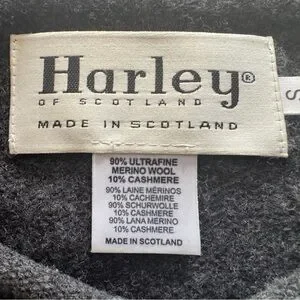 Harley®
OF SCOTLAND
MADE IN SCOTLAND
S
90% ULTRAFINE
MERINO WOOL
10% CASHMERE
90% LAINE MÉRINOS
10% CACHEMIRE
90% SCHURWOLLE
10% CASHMERE
90% LANA MERINO
10% CASHMERE
MADE IN SCOTLAND